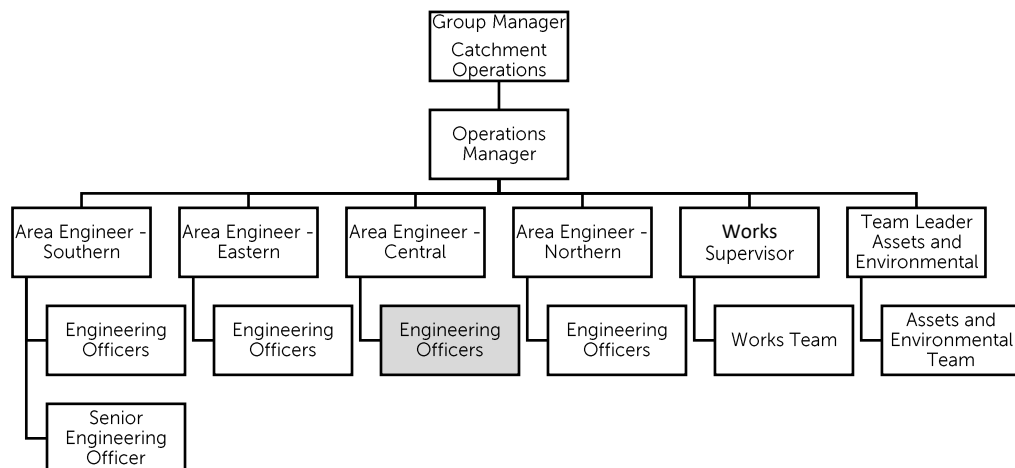 Group Manager
Catchment
Operations
Operations
Manager
Area Engineer -
Southern
Area Engineer -
Eastern
Area Engineer -
Central
Area Engineer -
Northern
Works
Supervisor
Team Leader
Assets and
Environmental
Engineering
Officers
Engineering
Officers
Engineering
Officers
Engineering
Officers
Works Team
Assets and
Environmental
Team
Senior
Engineering
Officer